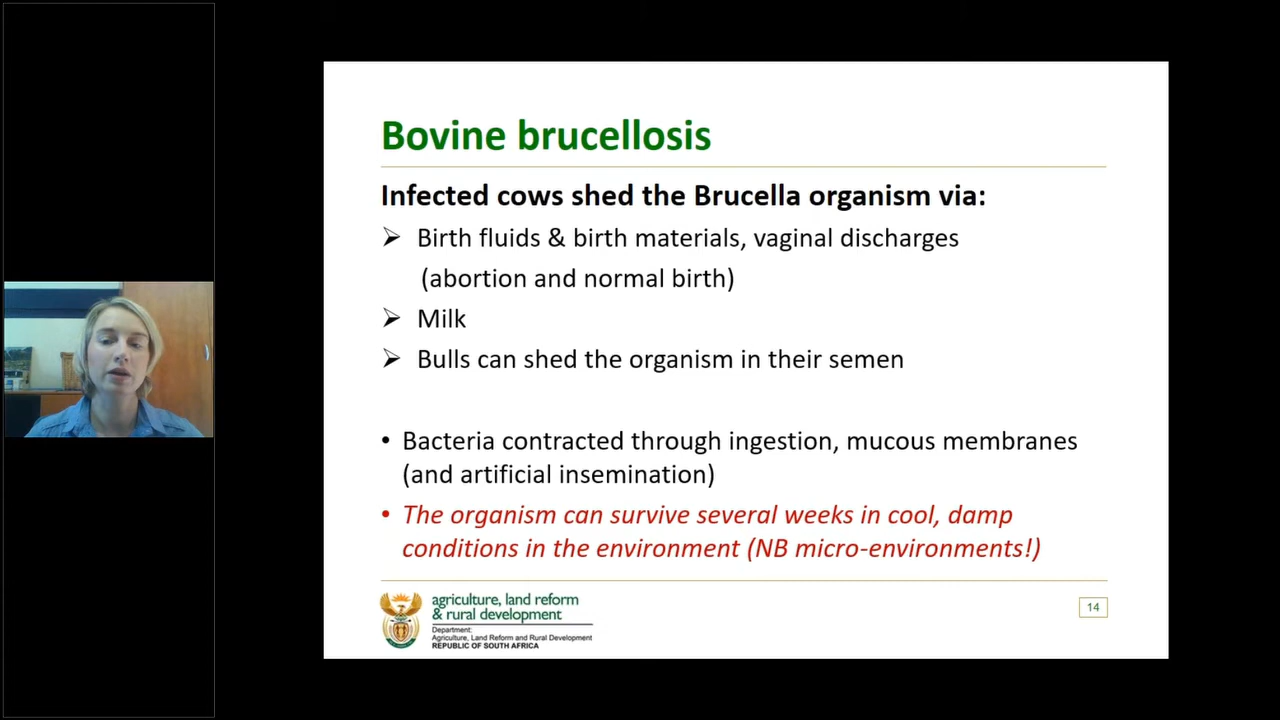 Bovine brucellosis
Infected cows shed the Brucella organism via:
➢ Birth fluids & birth materials, vaginal discharges
(abortion and normal birth)
➢ Milk
➢ Bulls can shed the organism in their semen
• Bacteria contracted through ingestion, mucous membranes
(and artificial insemination)
• The organism can survive several weeks in cool, damp
conditions in the environment (NB micro-environments!)
agriculture, land reform
& rural development
Department:
Agriculture, Land Reform and Rural Development
REPUBLIC OF SOUTH AFRICA
14